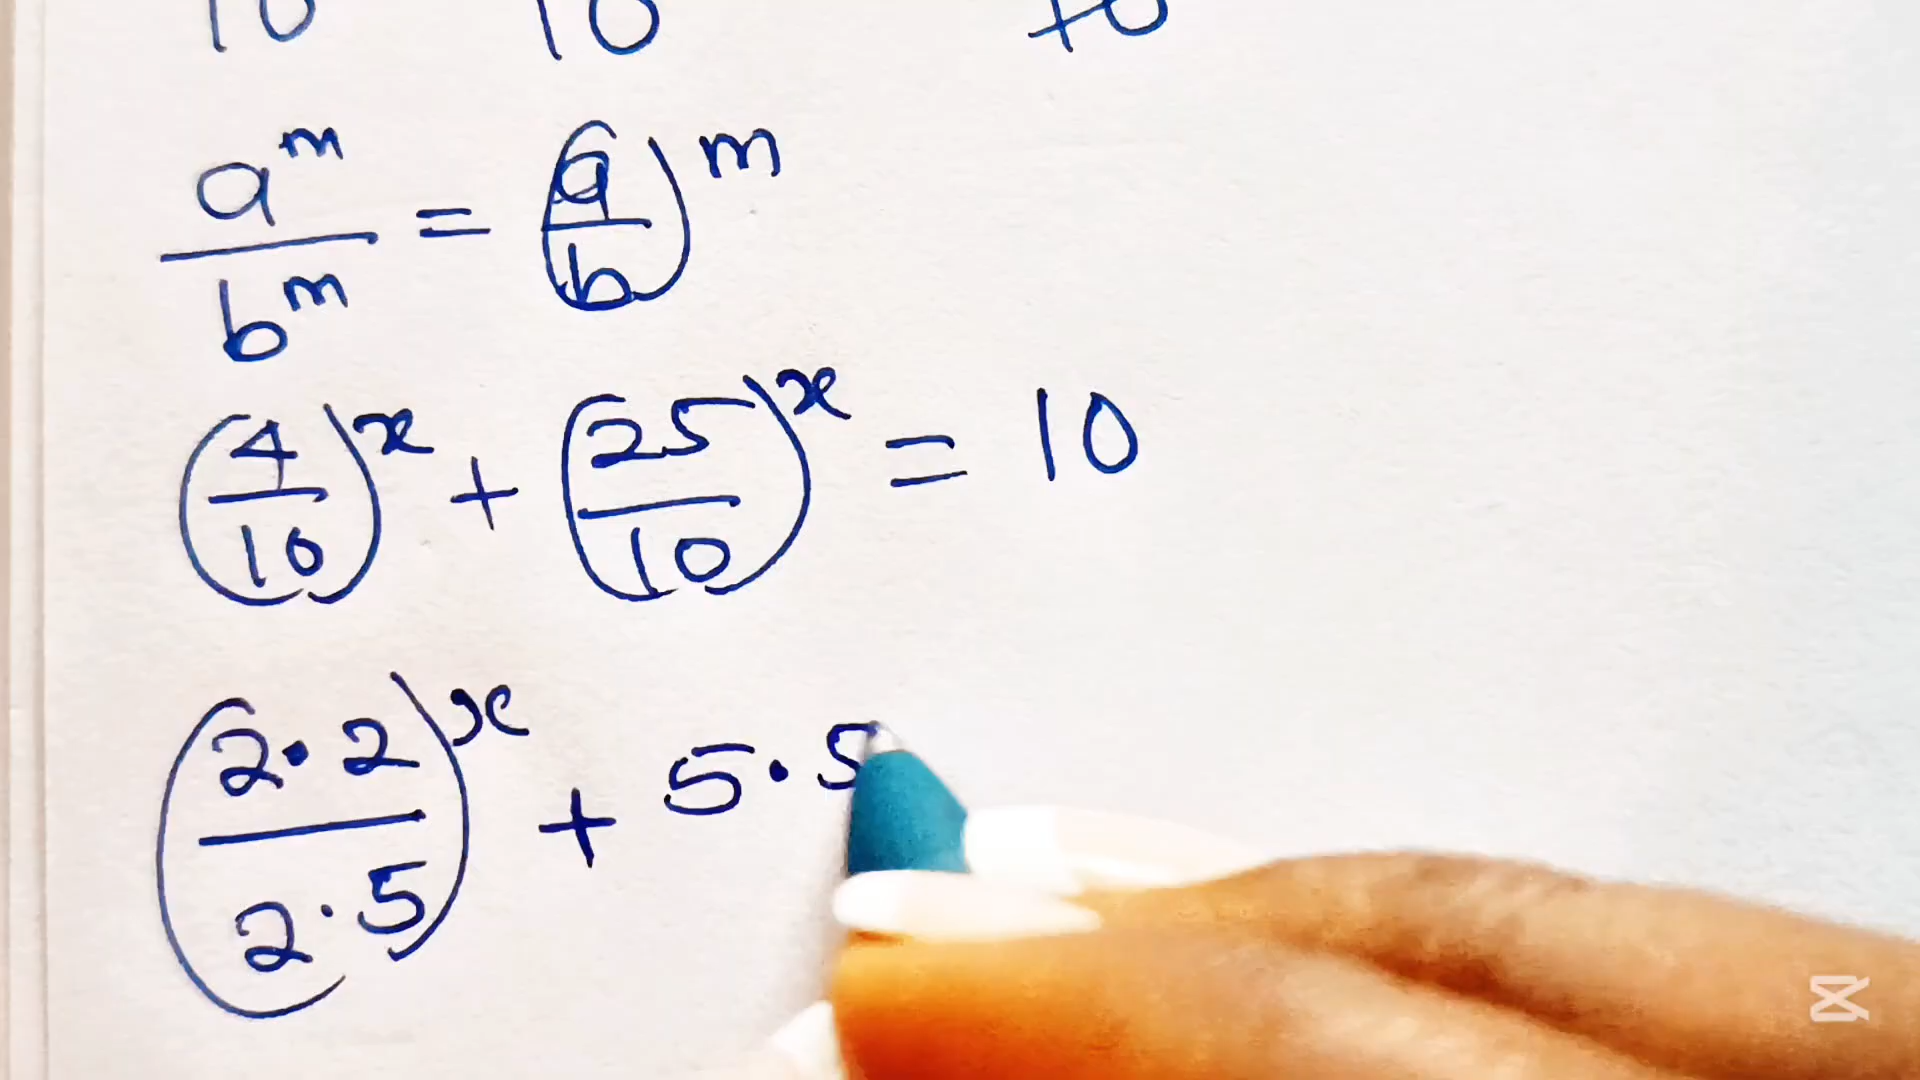 10 10 10
a^m/b^m = (a/b)^m
(4/10)^x + (25/10)^x = 10
(2·2/2·5)^x + 5·5